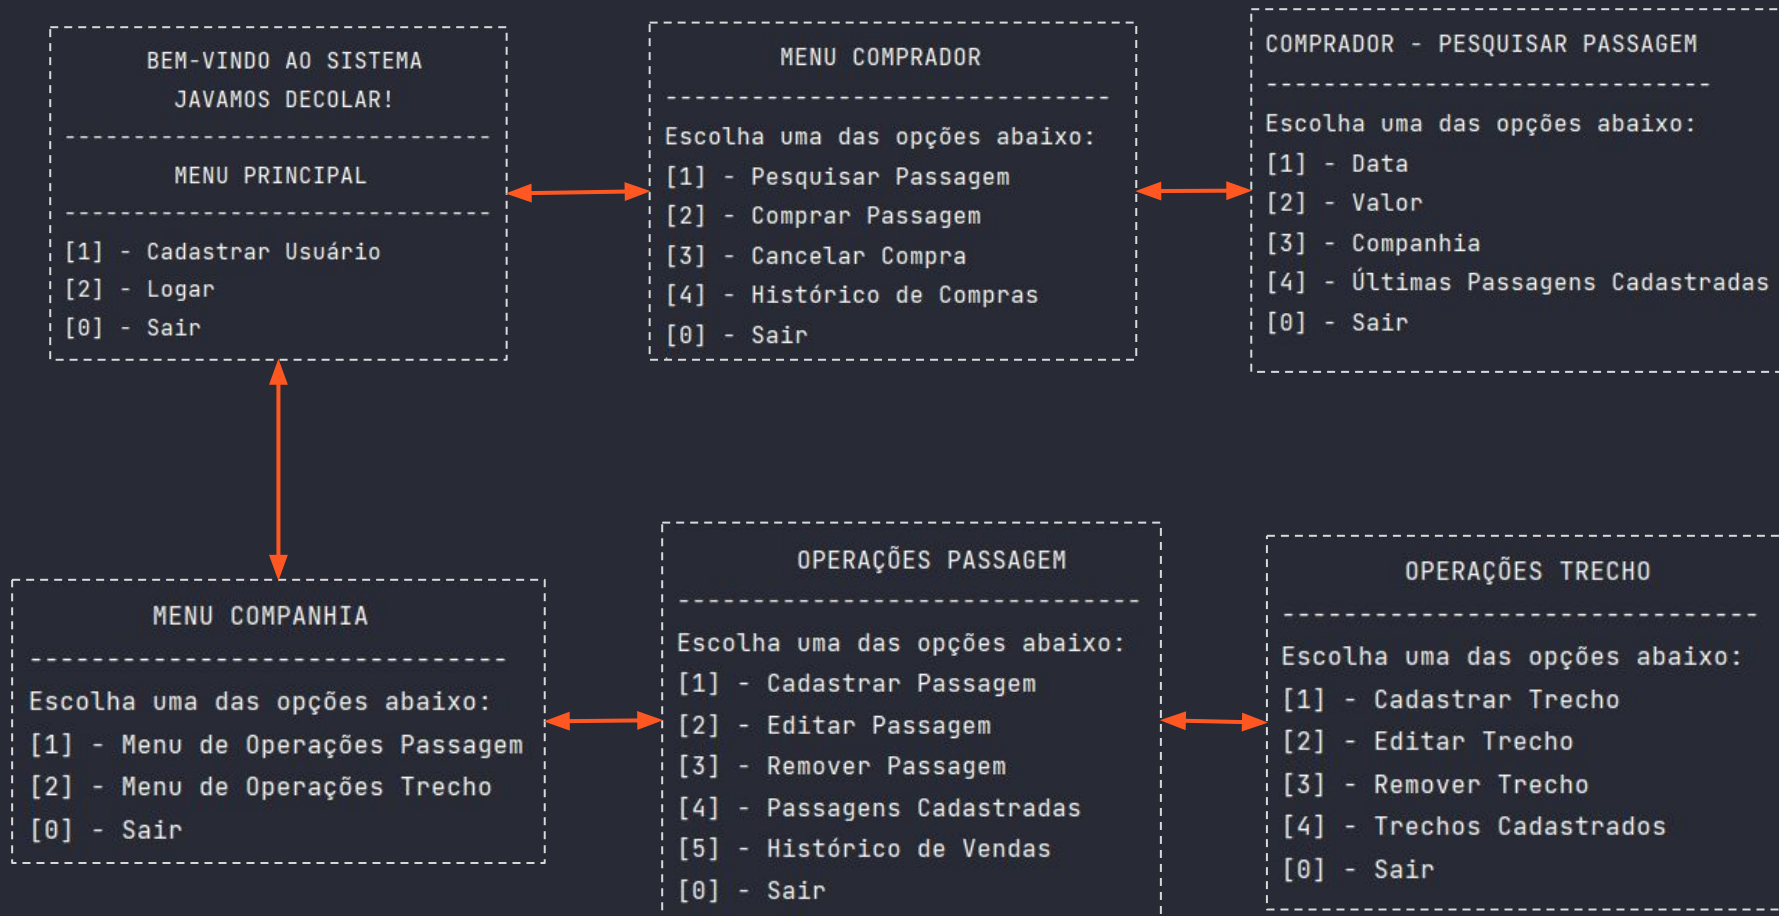 BEM-VINDO AO SISTEMA
JAVAMOS DECOLAR!
-------------------------------
MENU PRINCIPAL
-------------------------------
[1] - Cadastrar Usuário
[2] - Logar
[0] - Sair
MENU COMPRADOR
-------------------------------
Escolha uma das opções abaixo:
[1] - Pesquisar Passagem
[2] - Comprar Passagem
[3] - Cancelar Compra
[4] - Histórico de Compras
[0] - Sair
COMPRADOR - PESQUISAR PASSAGEM
-------------------------------
Escolha uma das opções abaixo:
[1] - Data
[2] - Valor
[3] - Companhia
[4] - Últimas Passagens Cadastradas
[0] - Sair
MENU COMPANHIA
-------------------------------
Escolha uma das opções abaixo:
[1] - Menu de Operações Passagem
[2] - Menu de Operações Trecho
[0] - Sair
OPERAÇÕES PASSAGEM
-------------------------------
Escolha uma das opções abaixo:
[1] - Cadastrar Passagem
[2] - Editar Passagem
[3] - Remover Passagem
[4] - Passagens Cadastradas
[5] - Histórico de Vendas
[0] - Sair
OPERAÇÕES TRECHO
-------------------------------
Escolha uma das opções abaixo:
[1] - Cadastrar Trecho
[2] - Editar Trecho
[3] - Remover Trecho
[4] - Trechos Cadastrados
[0] - Sair